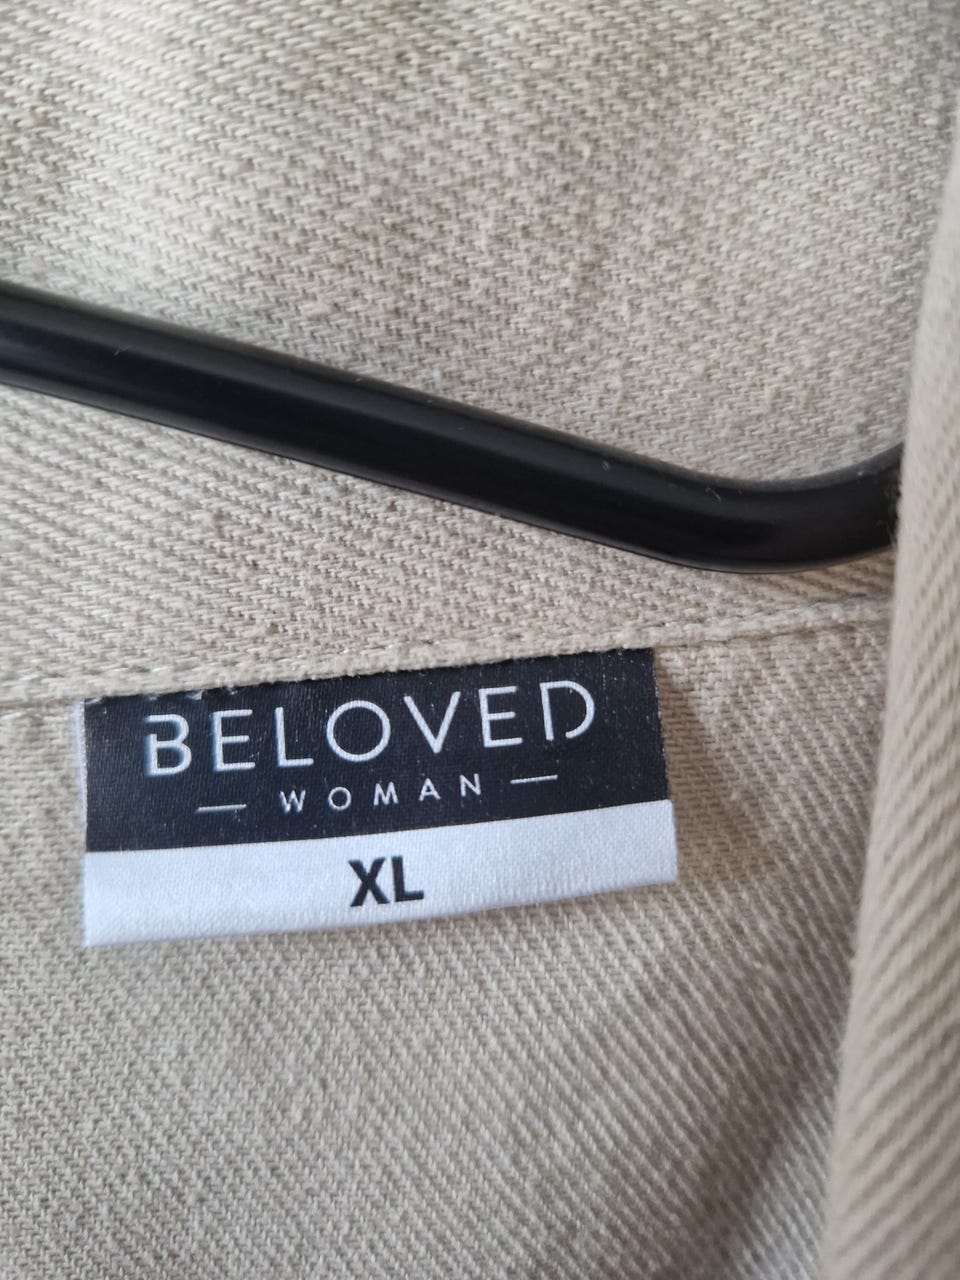 BELOVED
— WOMAN —
XL